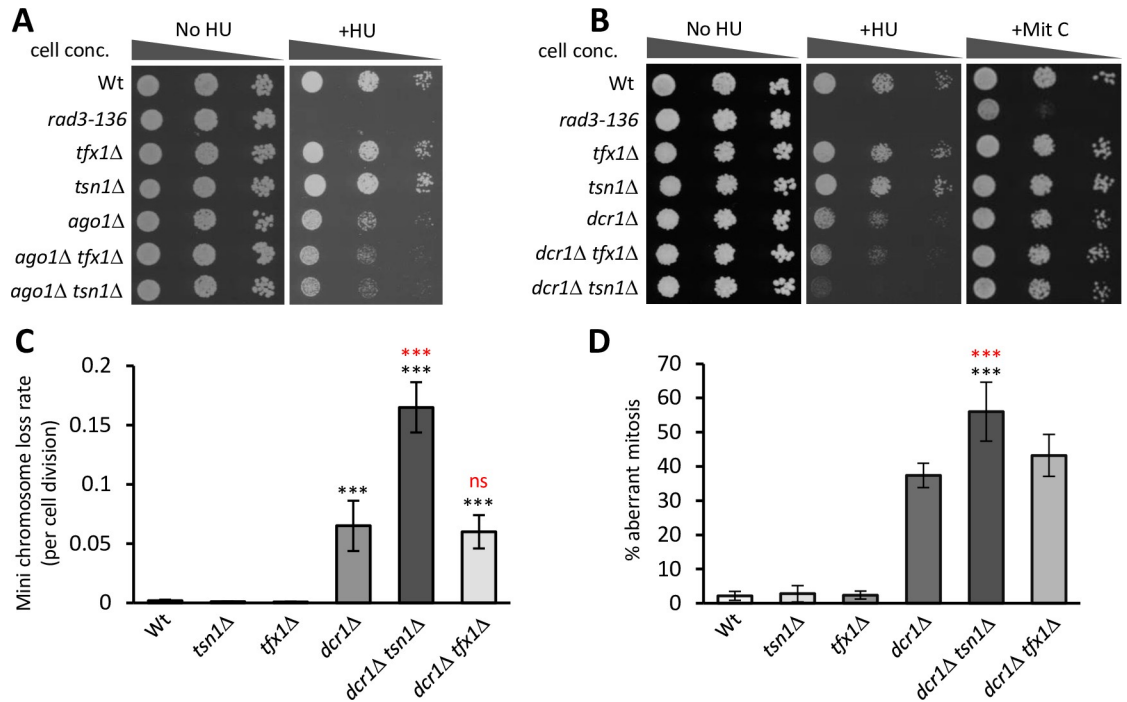 A
No HU
+HU
cell conc.
Wt
rad3-136
tfx1Δ
tsn1Δ
ago1Δ
ago1Δ tfx1Δ
ago1Δ tsn1Δ
B
No HU
+HU
+Mit C
cell conc.
Wt
rad3-136
tfx1Δ
tsn1Δ
dcr1Δ
dcr1Δ tfx1Δ
dcr1Δ tsn1Δ
C
Mini chromosome loss rate
(per cell division)
0.2
0.15
0.1
0.05
0
***
***
***
ns
***
Wt
tsn1Δ
tfx1Δ
dcr1Δ
dcr1Δ tsn1Δ
dcr1Δ tfx1Δ
D
% aberrant mitosis
70
60
50
40
30
20
10
0
***
***
Wt
tsn1Δ
tfx1Δ
dcr1Δ
dcr1Δ tsn1Δ
dcr1Δ tfx1Δ